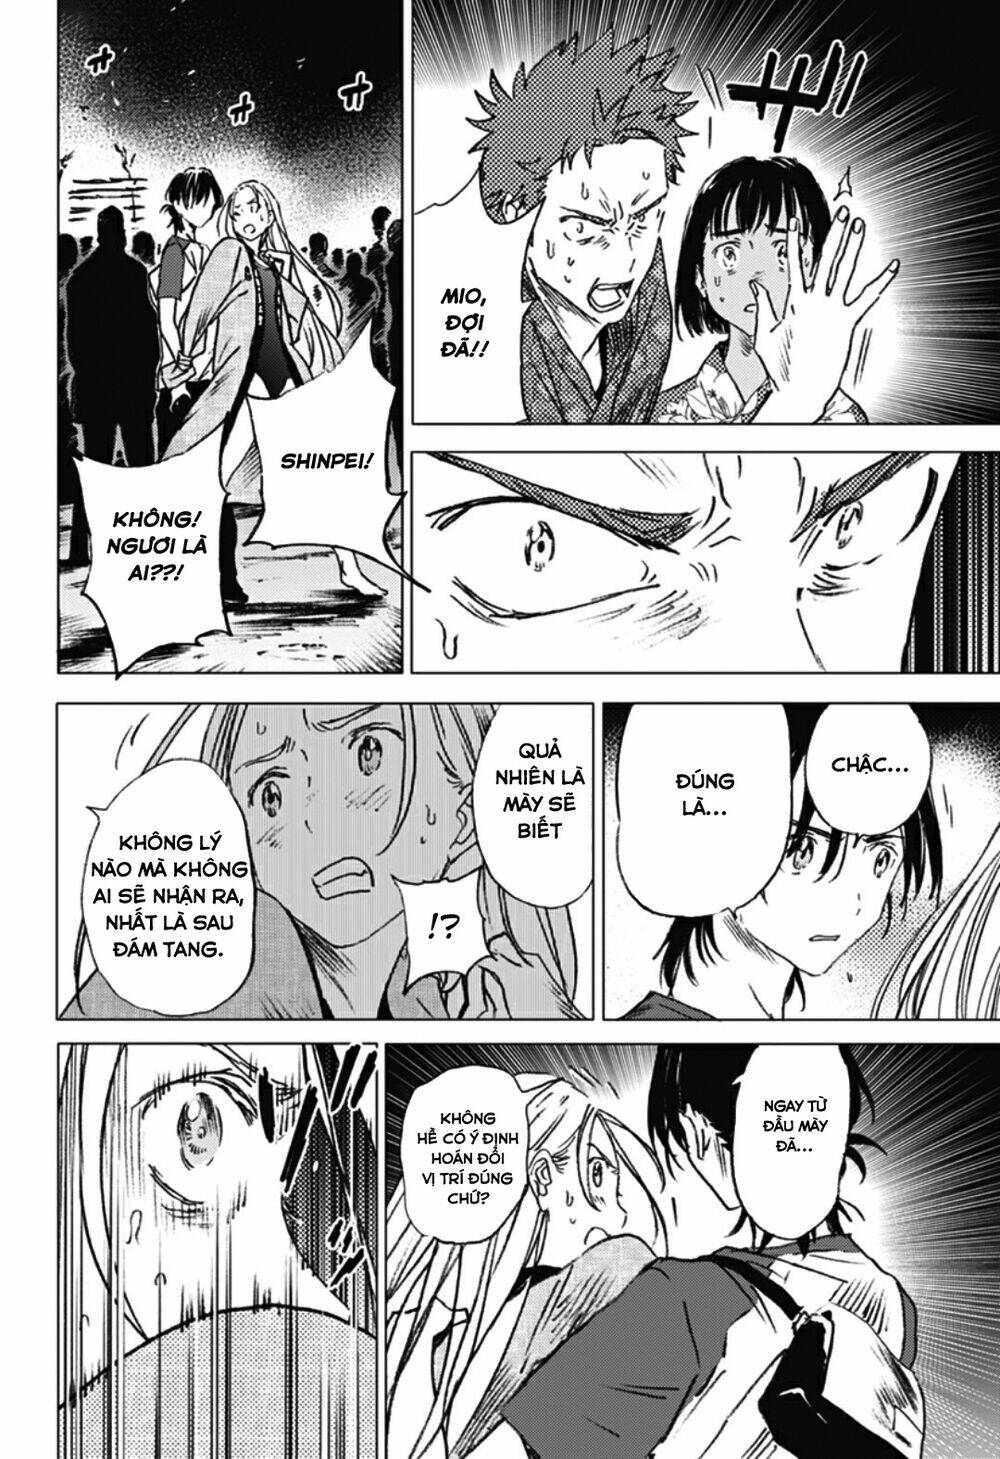 MIO,
ĐỢI
ĐÃ!!
SHINPEI!
KHÔNG!
NGƯƠI LÀ
AI??!
CHẬC...
ĐÚNG
LÀ...
QUẢ
NHIÊN LÀ
MÀY SẼ
BIẾT
!?
KHÔNG LÝ
NÀO MÀ KHÔNG
AI SẼ NHẬN RA,
NHẤT LÀ SAU
ĐÁM TANG.
NGAY TỪ
ĐẦU MÀY
ĐÃ...
KHÔNG
HỀ CÓ Ý ĐỊNH
HOÁN ĐỔI
VỊ TRÍ ĐÚNG
CHỨ?